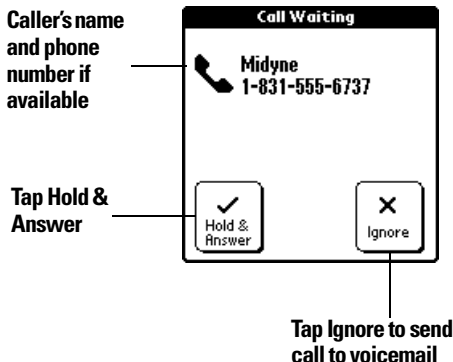 Caller's name
and phone
number if
available
Call Waiting
Midyne
1-831-555-6737
Tap Hold &
Answer
Hold &
Answer
Ignore
Tap Ignore to send
call to voicemail